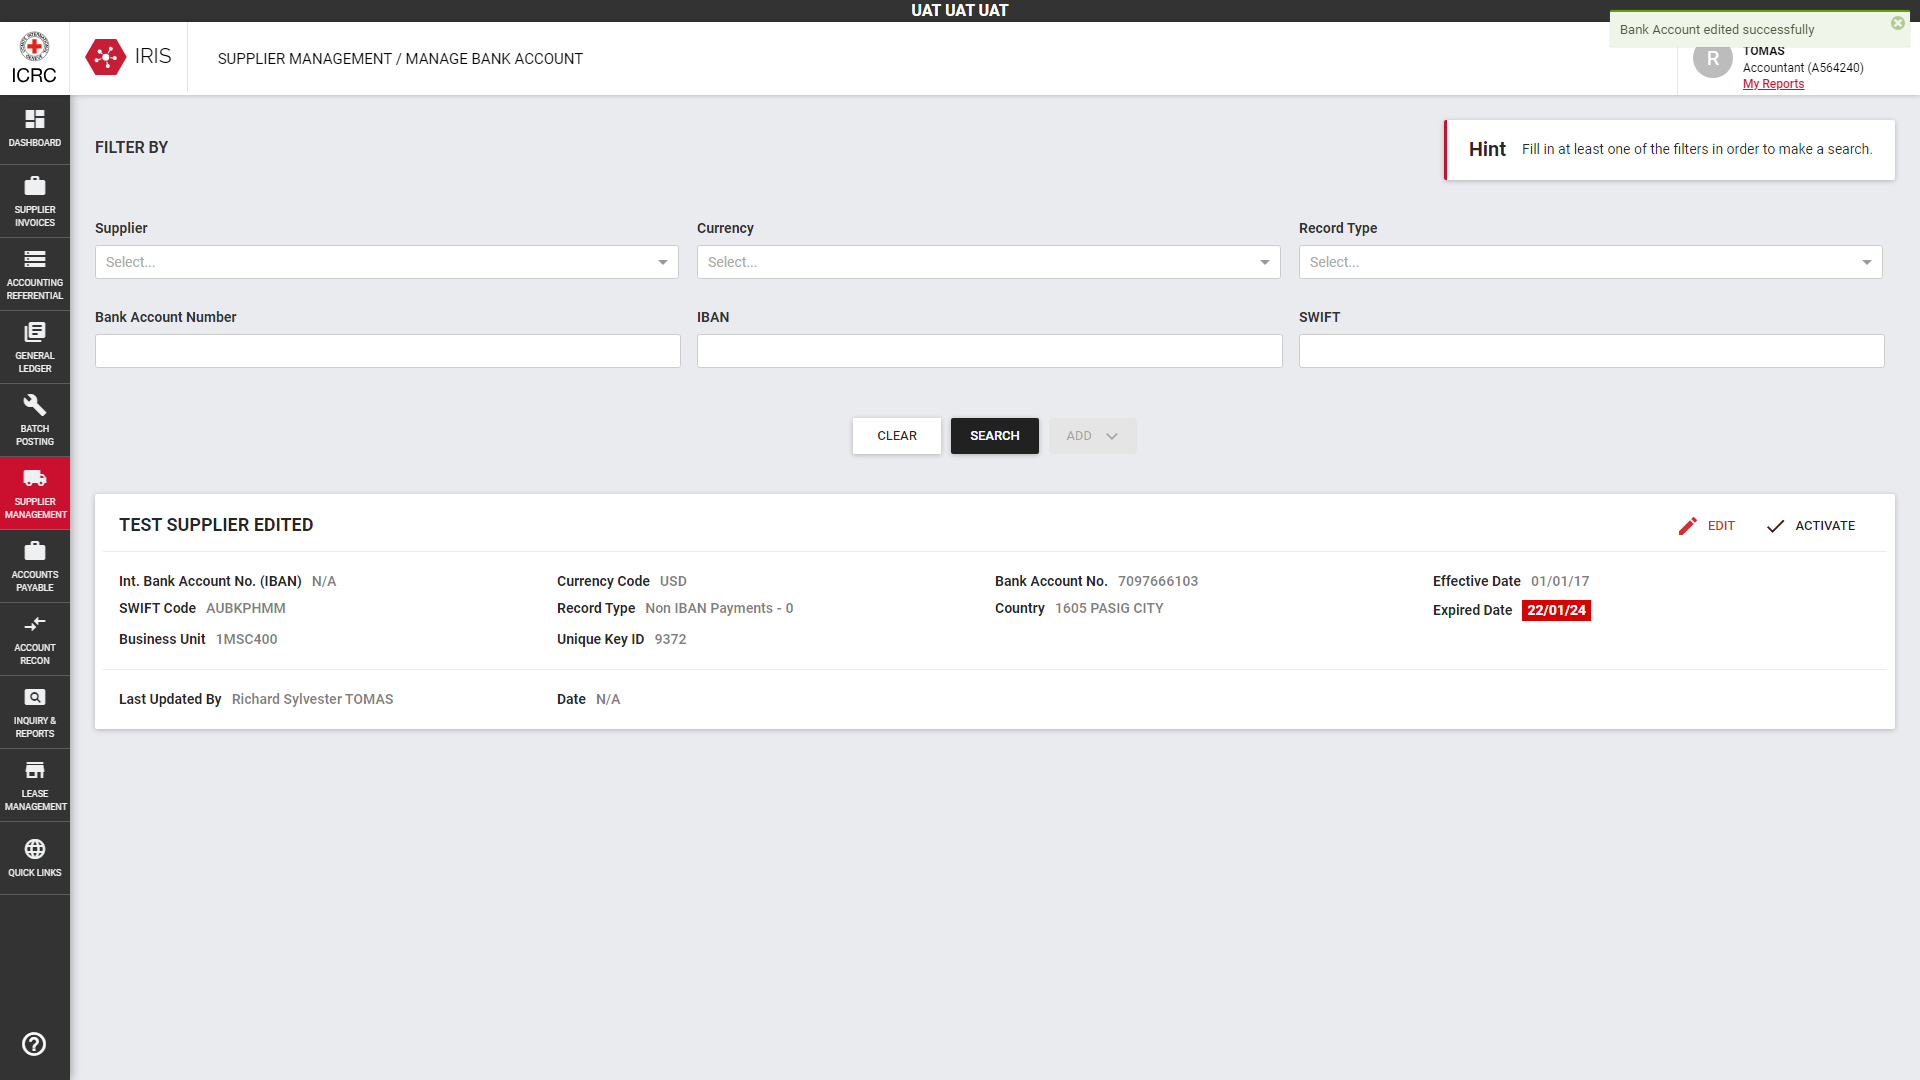 UAT UAT UAT
Bank Account edited successfully
ICRC
IRIS
SUPPLIER MANAGEMENT / MANAGE BANK ACCOUNT
R
TOMAS
Accountant (A564240)
My Reports
DASHBOARD
SUPPLIER
INVOICES
ACCOUNTING
REFERENTIAL
GENERAL
LEDGER
BATCH
POSTING
SUPPLIER
MANAGEMENT
ACCOUNTS
PAYABLE
ACCOUNT
RECON
INQUIRY &
REPORTS
LEASE
MANAGEMENT
QUICK LINKS
FILTER BY
Hint Fill in at least one of the filters in order to make a search.
Supplier Currency Record Type
Select... Select... Select...
Bank Account Number IBAN SWIFT
CLEAR SEARCH ADD
TEST SUPPLIER EDITED EDIT ACTIVATE
Int. Bank Account No. (IBAN) N/A Currency Code USD Bank Account No. 7097666103 Effective Date 01/01/17
SWIFT Code AUBKPHMM Record Type Non IBAN Payments - 0 Country 1605 PASIG CITY Expired Date 22/01/24
Business Unit 1MSC400 Unique Key ID 9372
Last Updated By Richard Sylvester TOMAS Date N/A